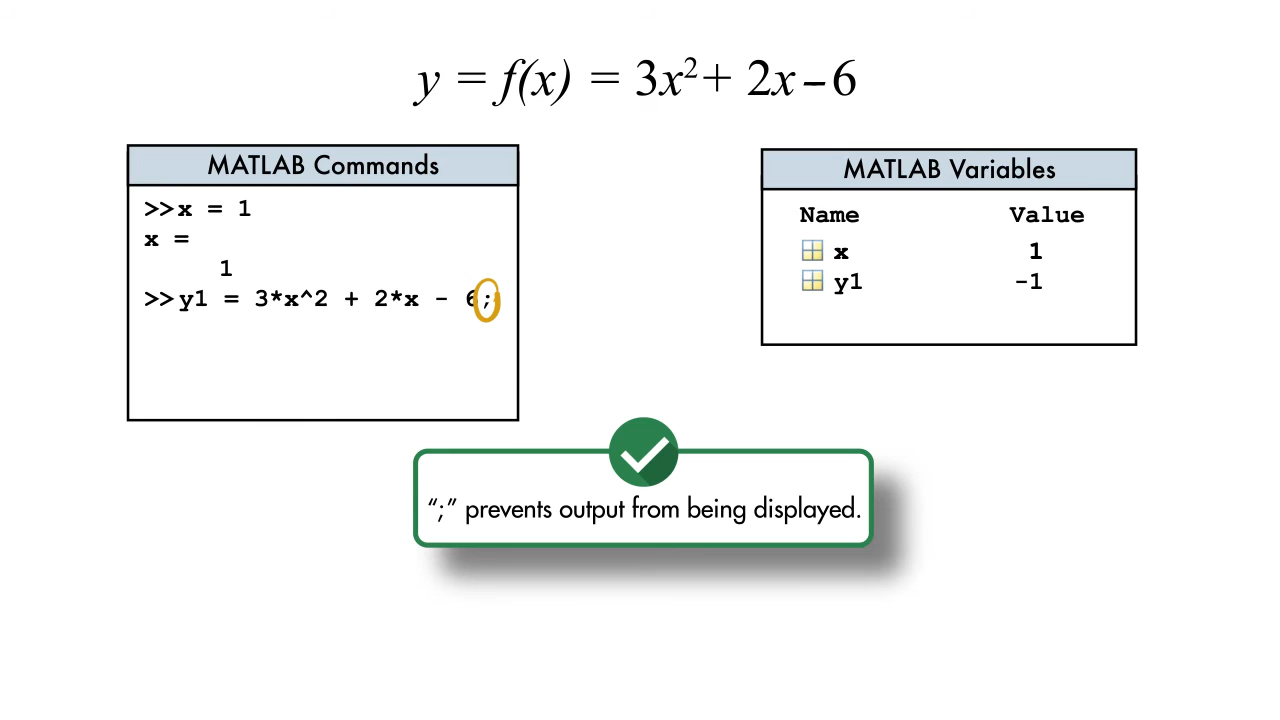 y = f(x) = 3x² + 2x – 6
MATLAB Commands
>>x = 1
x =
1
>>y1 = 3*x^2 + 2*x - 6;
MATLAB Variables
Name Value
x 1
y1 -1
“;” prevents output from being displayed.